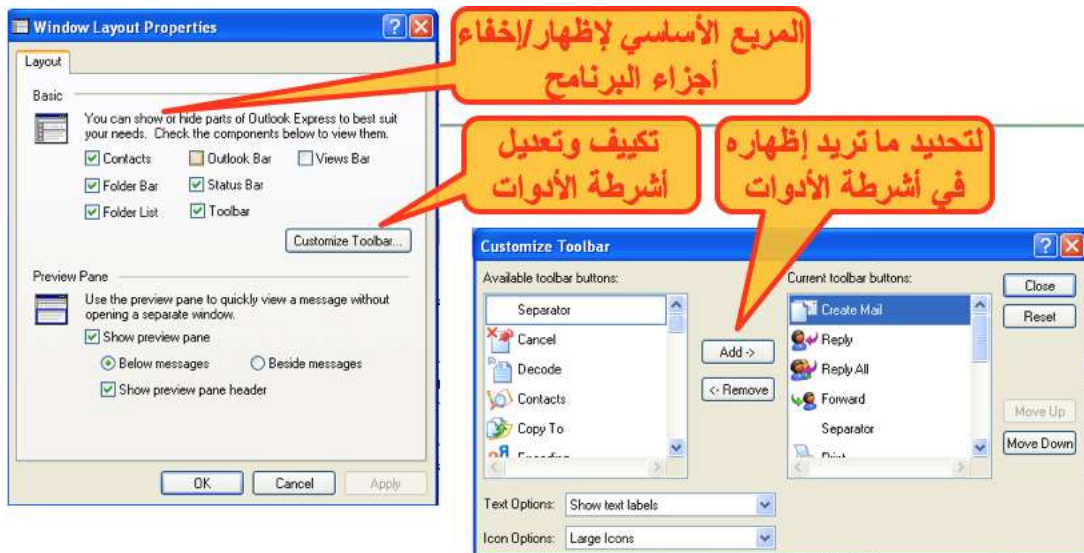 Window Layout Properties
Layout
Basic
You can show or hide parts of Outlook Express to best suit
your needs. Check the components below to view them.
Contacts
Outlook Bar
Views Bar
Folder Bar
Status Bar
Folder List
Toolbar
Customize Toolbar...
Preview Pane
Use the preview pane to quickly view a message without
opening a separate window.
Show preview pane
Below messages
Beside messages
Show preview pane header
OK
Cancel
Apply
المربع الأساسي لإظهار/إخفاء
أجزاء البرنامج
تكييف وتعديل
أشرطة الأدوات
لتحديد ما تريد إظهاره
في أشرطة الأدوات
Customize Toolbar
Available toolbar buttons:
Separator
Cancel
Decode
Contacts
Copy To
Add ->
<- Remove
Current toolbar buttons:
Create Mail
Reply
Reply All
Forward
Separator
Print
Close
Reset
Move Up
Move Down
Text Options:
Show text labels
Icon Options:
Large Icons